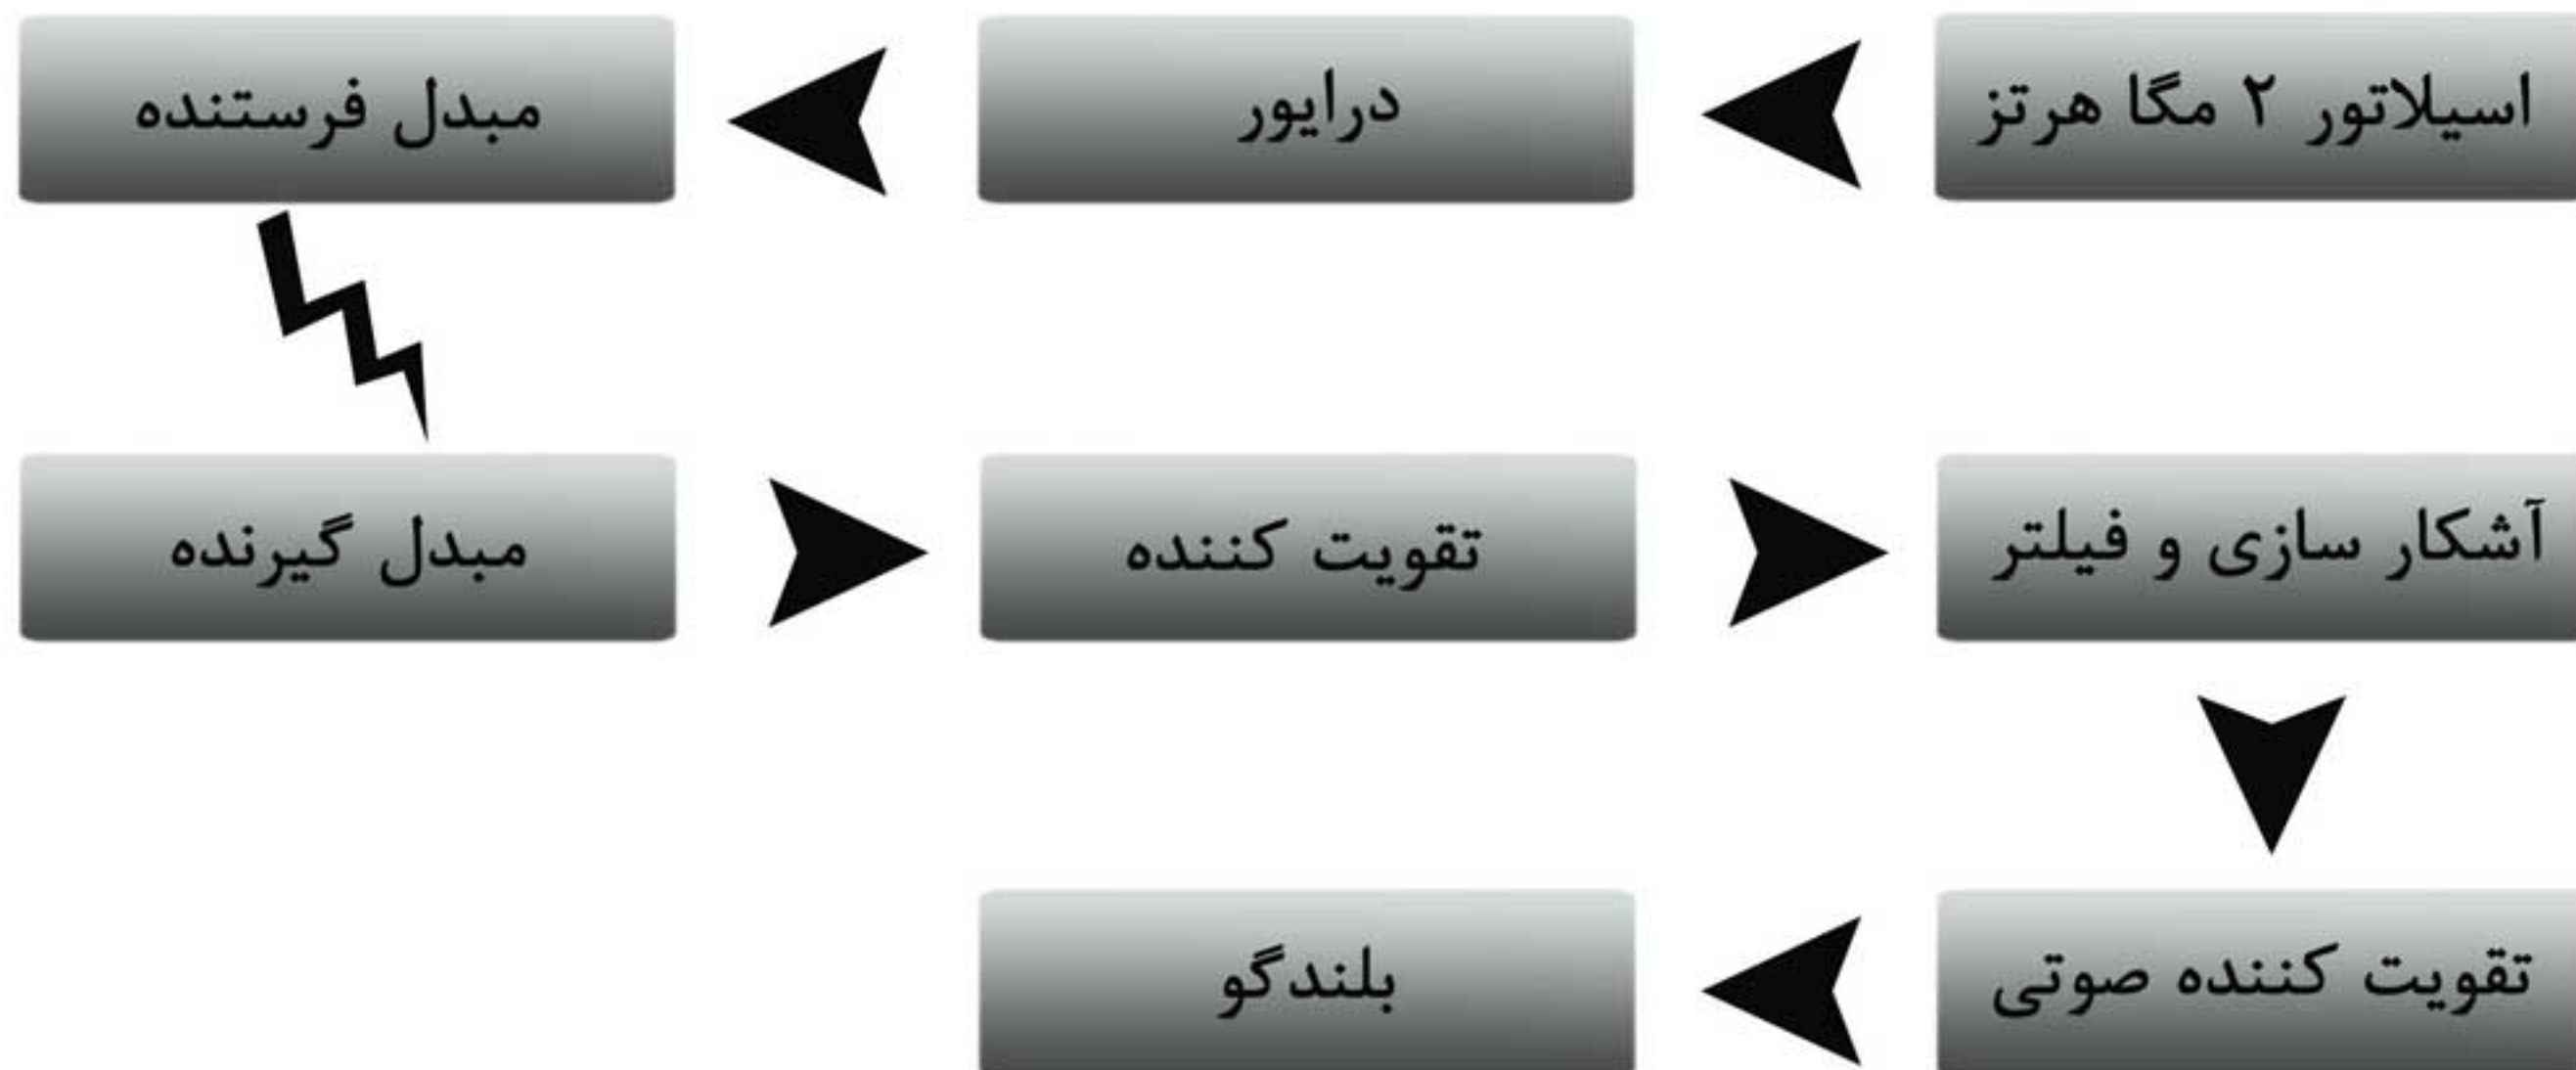 اسیلاتور ۲ مگا هرتز
درایور
مبدل فرستنده
مبدل گیرنده
تقویت کننده
آشکار سازی و فیلتر
تقویت کننده صوتی
بلندگو